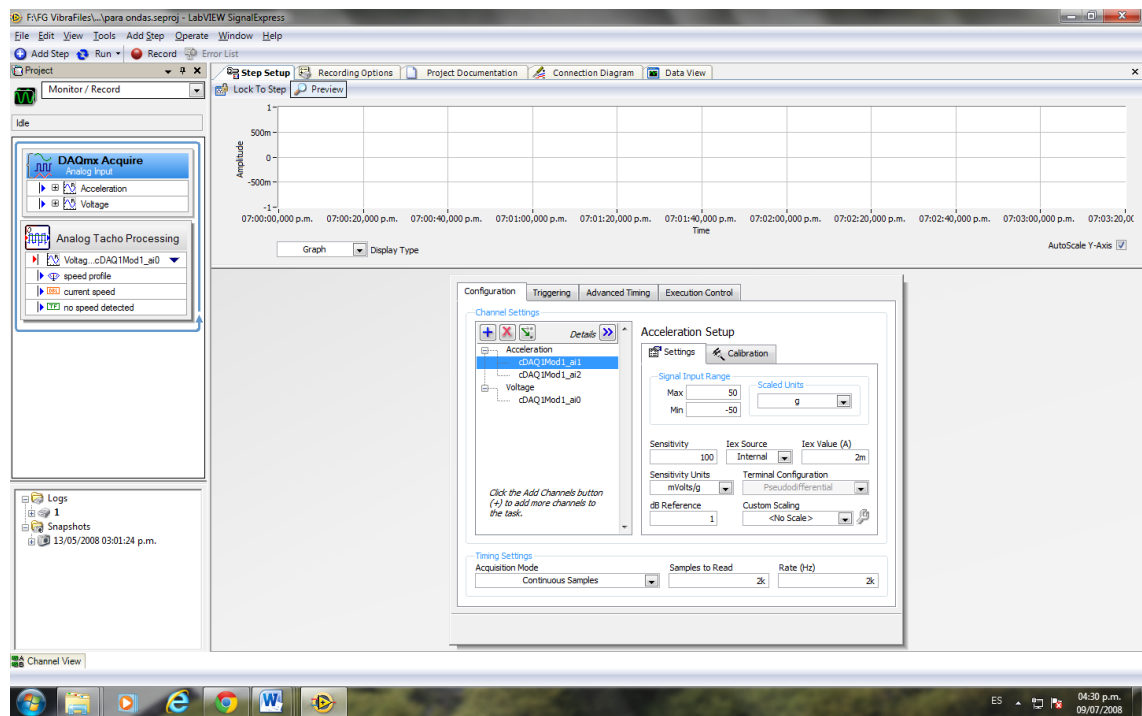 F:\FG VibraFiles\...\para ondas.seproj - LabVIEW SignalExpress
File Edit View Tools Add Step Operate Window Help
Add Step Run Record Error List
Project
Monitor / Record
Idle
DAQmx Acquire
Analog Input
Acceleration
Voltage
Analog Tacho Processing
Voltag...cDAQ1Mod1_ai0
speed profile
DBL current speed
TF no speed detected
Logs
1
Snapshots
13/05/2008 03:01:24 p.m.
Channel View
Step Setup Recording Options Project Documentation Connection Diagram Data View
Lock To Step Preview
Amplitude
1
500m
0
-500m
-1
07:00:00,000 p.m. 07:00:20,000 p.m. 07:00:40,000 p.m. 07:01:00,000 p.m. 07:01:20,000 p.m. 07:01:40,000 p.m. 07:02:00,000 p.m. 07:02:20,000 p.m. 07:02:40,000 p.m. 07:03:00,000 p.m. 07:03:20,0
Time
Graph Display Type
AutoScale Y-Axis
Configuration Triggering Advanced Timing Execution Control
Channel Settings
Details
Acceleration
cDAQ1Mod1_ai1
cDAQ1Mod1_ai2
Voltage
cDAQ1Mod1_ai0
Click the Add Channels button
(+) to add more channels to
the task.
Acceleration Setup
Settings Calibration
Signal Input Range
Max 50
Min -50
Scaled Units
g
Sensitivity Iex Source Iex Value (A)
100 Internal 2m
Sensitivity Units Terminal Configuration
mVolts/g Pseudodifferential
dB Reference Custom Scaling
1 <No Scale>
Timing Settings
Acquisition Mode Samples to Read Rate (Hz)
Continuous Samples 2k 2k
ES 04:30 p.m.
09/07/2008